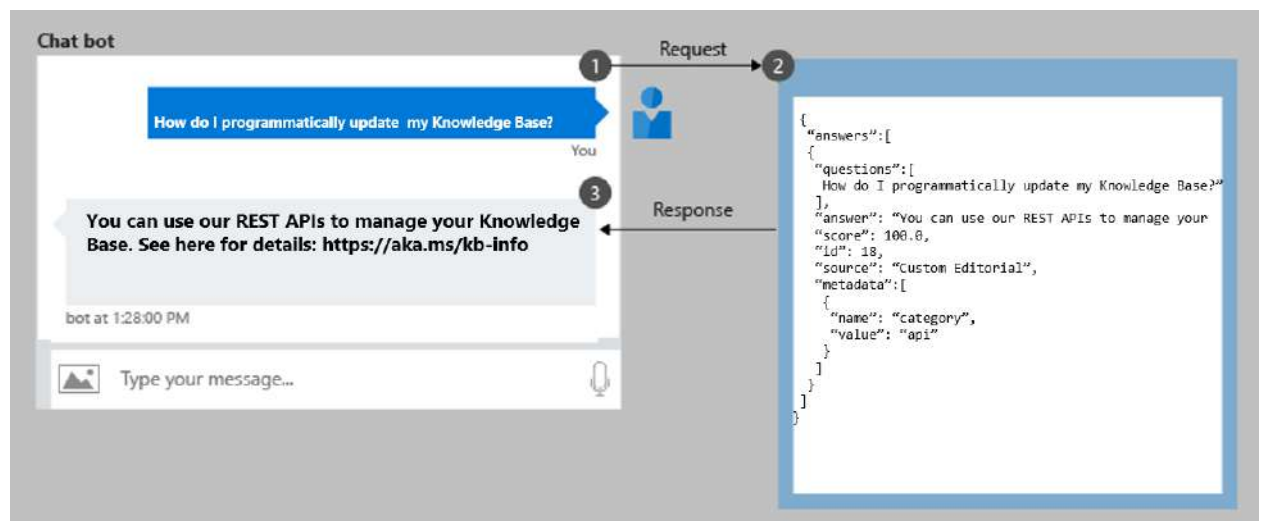 Chat bot
1
Request
2
How do I programmatically update my Knowledge Base?
You
3
Response
You can use our REST APIs to manage your Knowledge
Base. See here for details: https://aka.ms/kb-info
bot at 1:28:00 PM
Type your message...
{
"answers":[
{
"questions":[
How do I programmatically update my Knowledge Base?"
],
"answer": "You can use our REST APIs to manage your
"score": 100.0,
"id": 18,
"source": "Custom Editorial",
"metadata":[
{
"name": "category",
"value": "api"
}
]
}
]
}